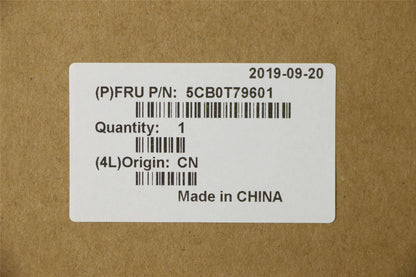 2019-09-20
(P)FRU P/N: 5CB0T79601
Quantity: 1
(4L)Origin: CN
Made in CHINA